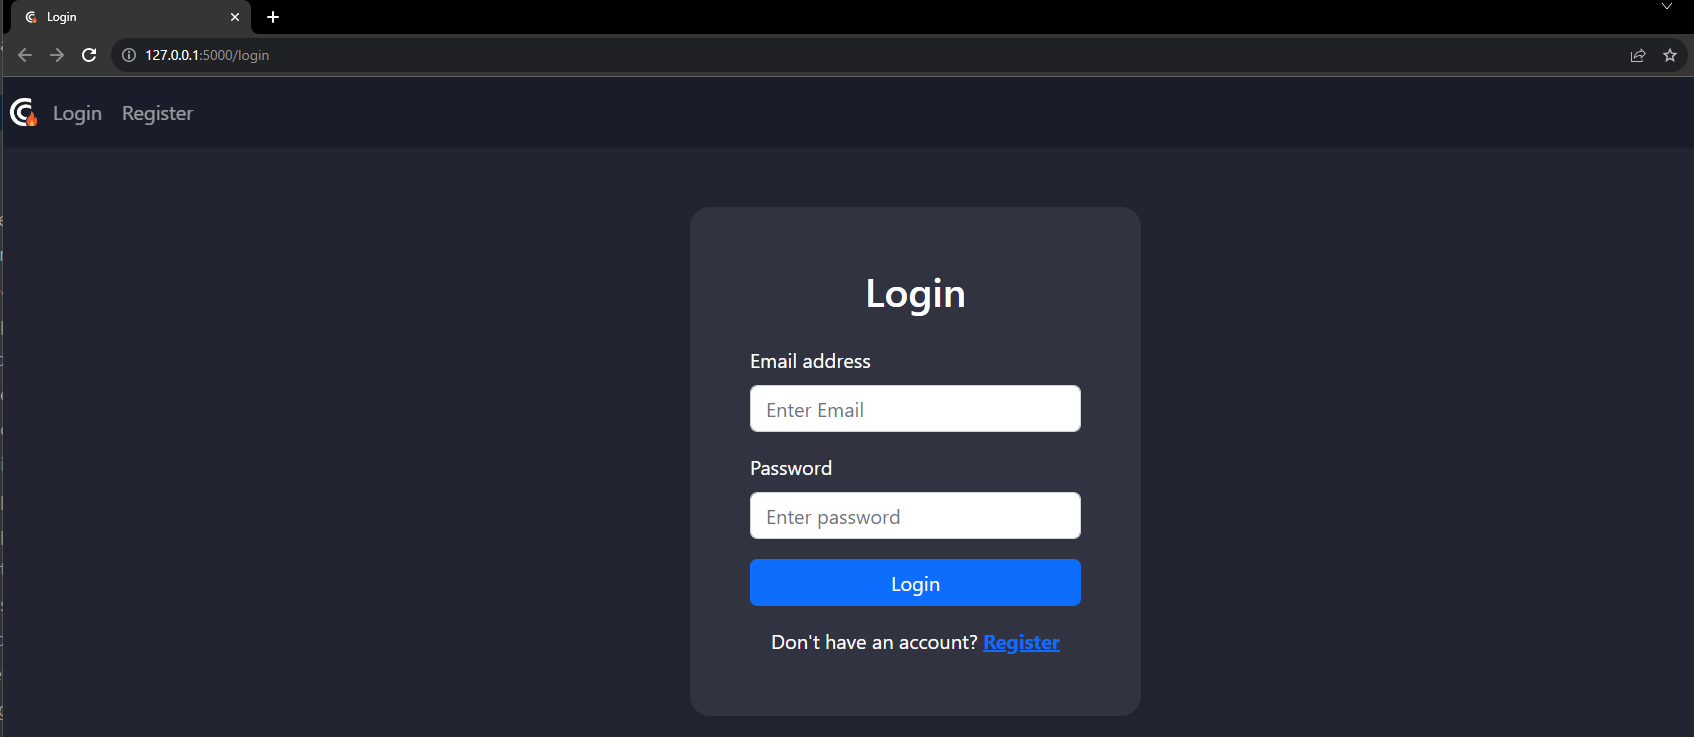 Login
127.0.0.1:5000/login
Login Register
Login
Email address
Enter Email
Password
Enter password
Login
Don't have an account? Register